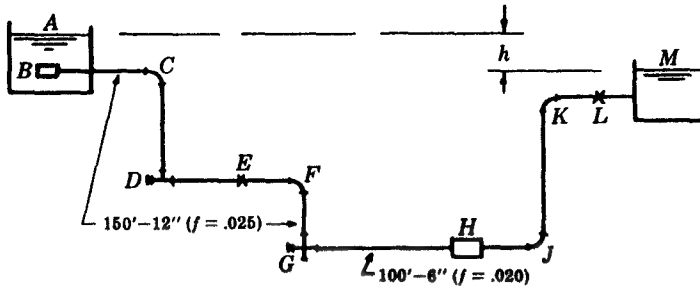 A
h
M
B
C
K
L
D
E
F
150'–12" (f = .025)
H
G
J
100'–6" (f = .020)